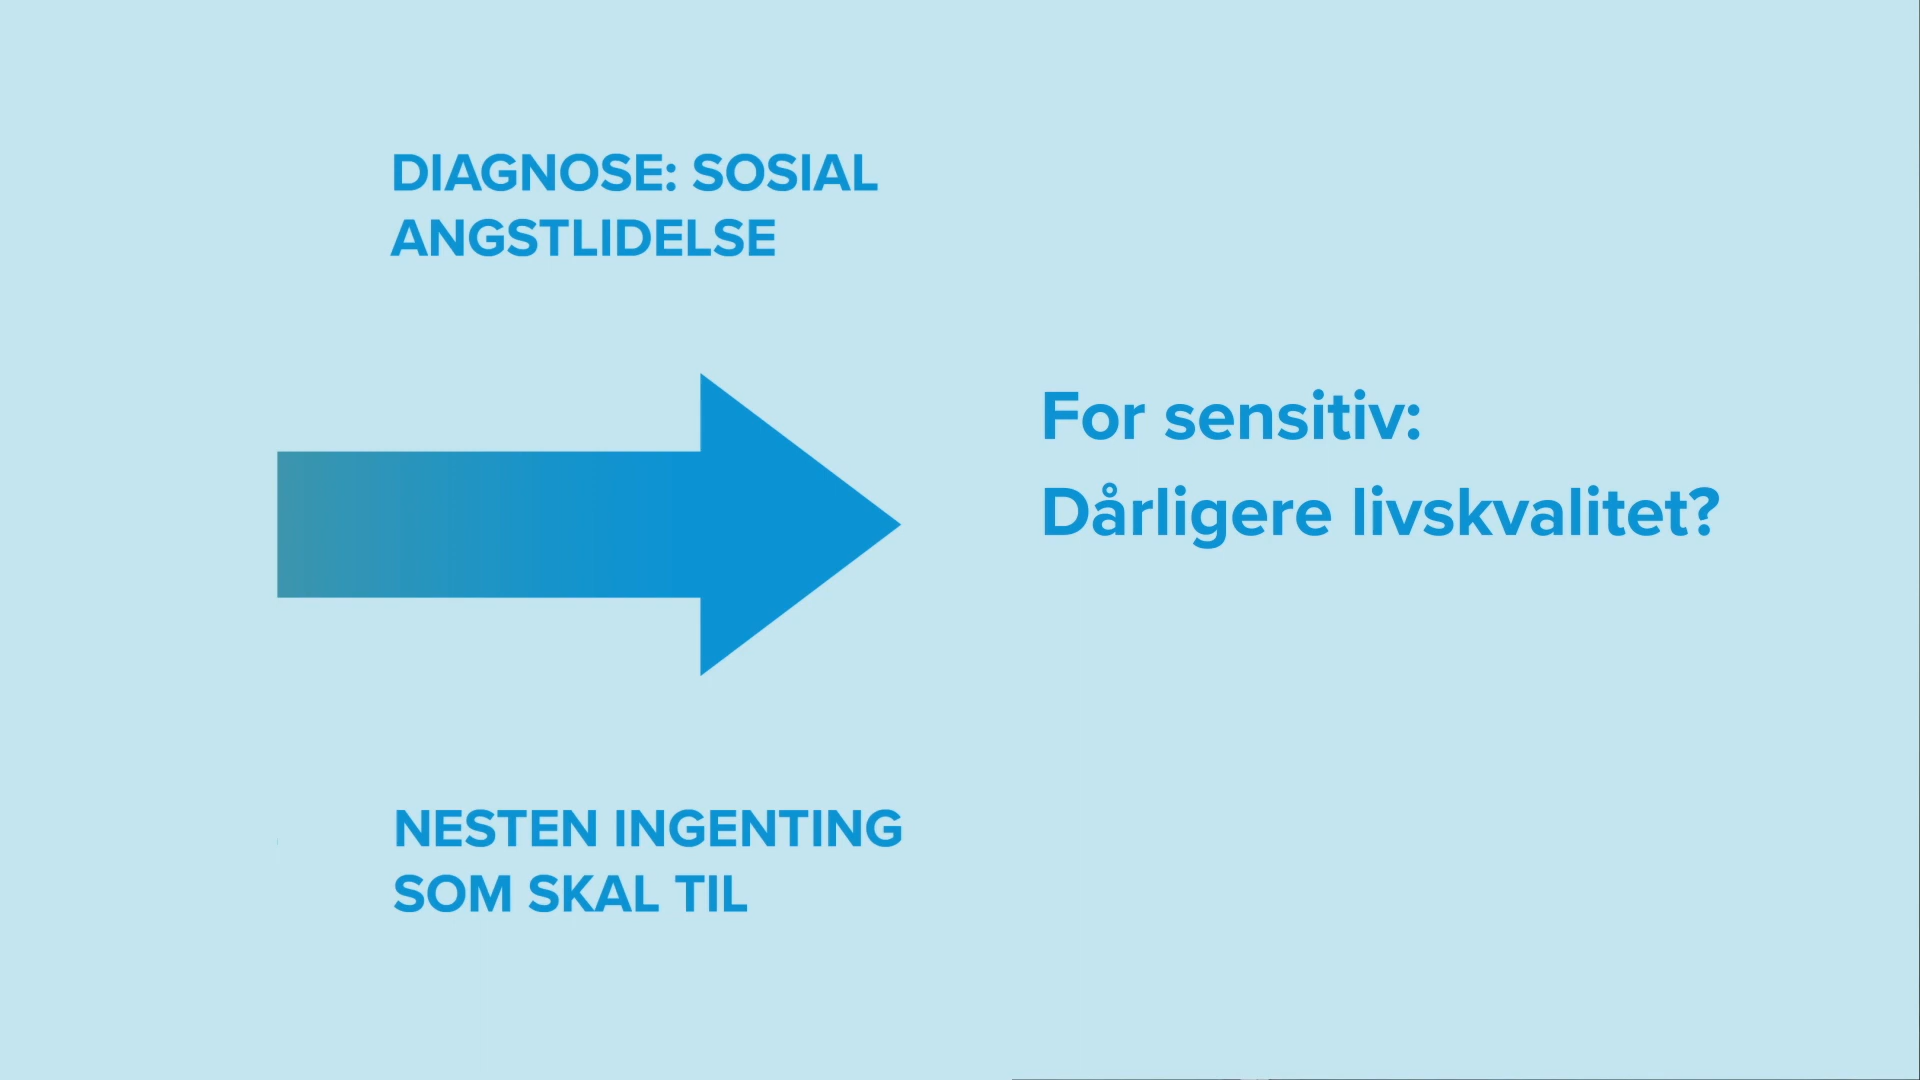 DIAGNOSE: SOSIAL
ANGSTLIDELSE
For sensitiv:
Dårligere livskvalitet?
NESTEN INGENTING
SOM SKAL TIL